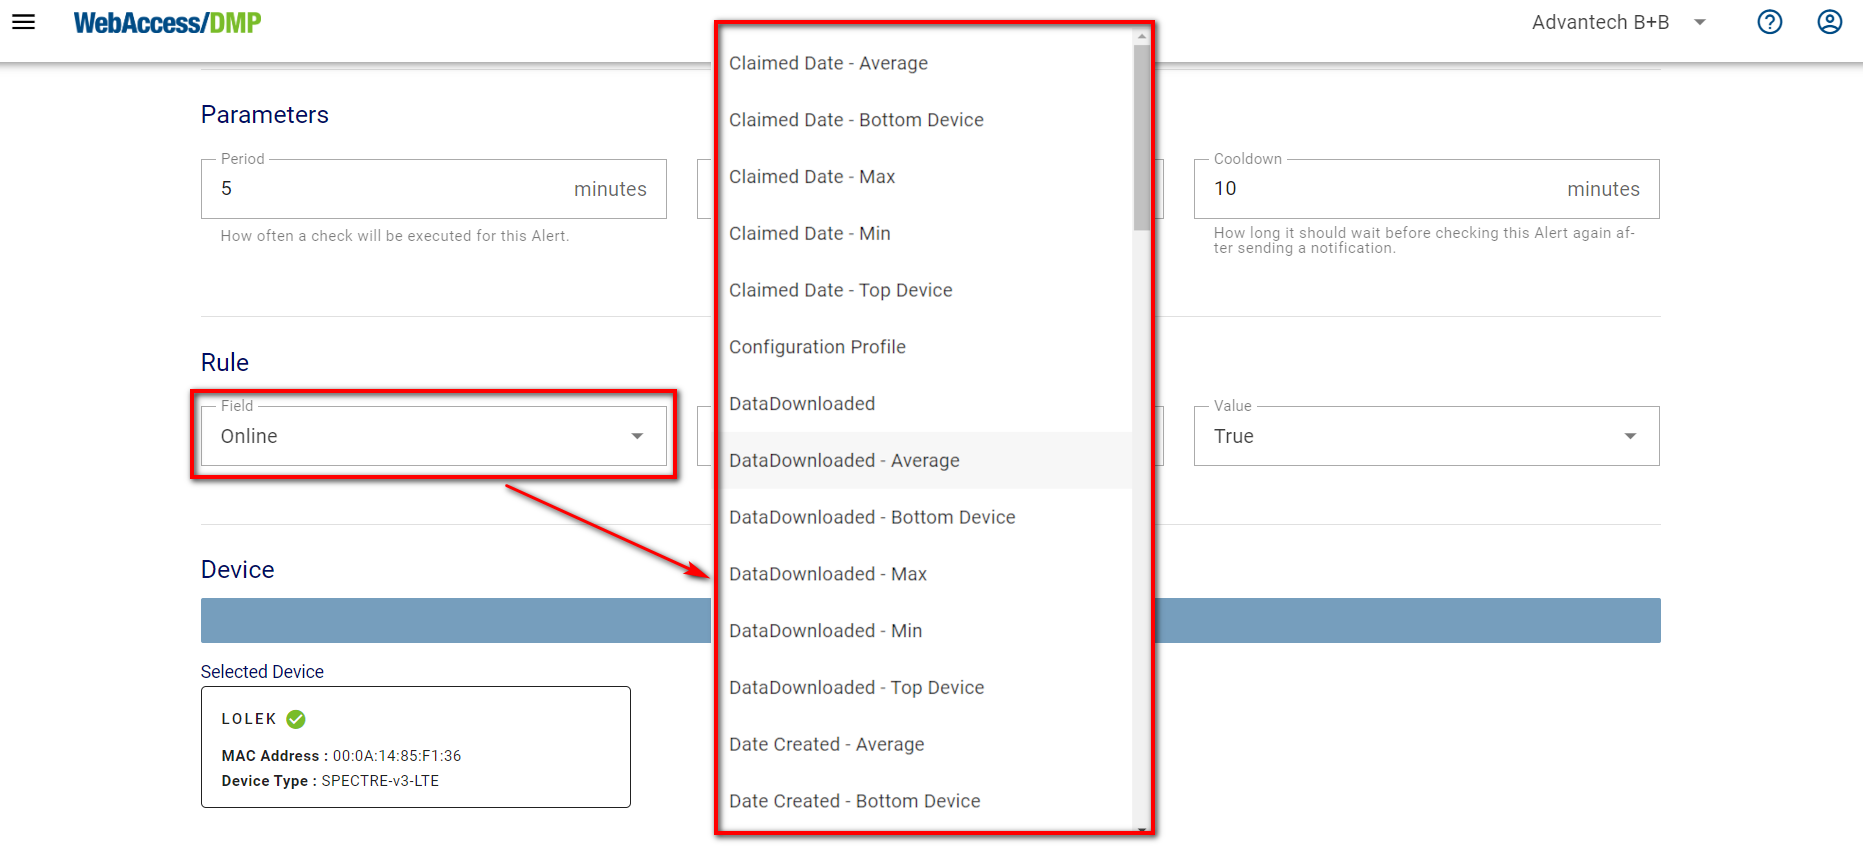 WebAccess/DMP
Advantech B+B
Parameters
Period
5 minutes
How often a check will be executed for this Alert.
Cooldown
10 minutes
How long it should wait before checking this Alert again af-
ter sending a notification.
Rule
Field
Online
Value
True
Device
Selected Device
LOLEK
MAC Address : 00:0A:14:85:F1:36
Device Type : SPECTRE-v3-LTE
Claimed Date - Average
Claimed Date - Bottom Device
Claimed Date - Max
Claimed Date - Min
Claimed Date - Top Device
Configuration Profile
DataDownloaded
DataDownloaded - Average
DataDownloaded - Bottom Device
DataDownloaded - Max
DataDownloaded - Min
DataDownloaded - Top Device
Date Created - Average
Date Created - Bottom Device